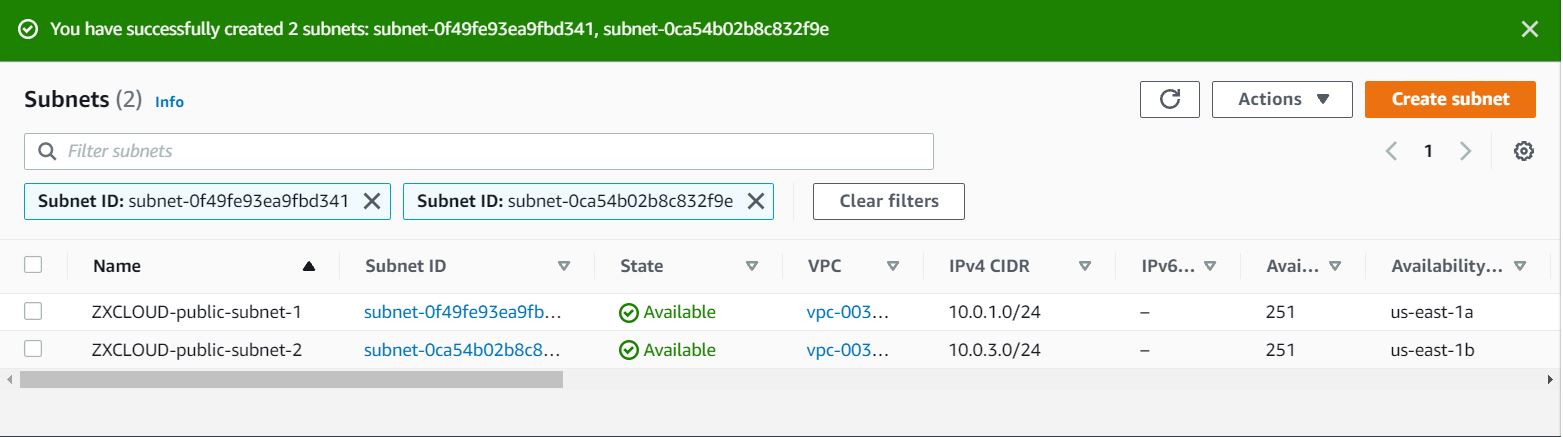 You have successfully created 2 subnets: subnet-0f49fe93ea9fbd341, subnet-0ca54b02b8c832f9e
Subnets (2) Info
Actions
Create subnet
Filter subnets
1
Subnet ID: subnet-0f49fe93ea9fbd341
Subnet ID: subnet-0ca54b02b8c832f9e
Clear filters
Name Subnet ID State VPC IPv4 CIDR IPv6... Avai... Availability...
ZXCLOUD-public-subnet-1 subnet-0f49fe93ea9fb... Available vpc-003... 10.0.1.0/24 – 251 us-east-1a
ZXCLOUD-public-subnet-2 subnet-0ca54b02b8c8... Available vpc-003... 10.0.3.0/24 – 251 us-east-1b